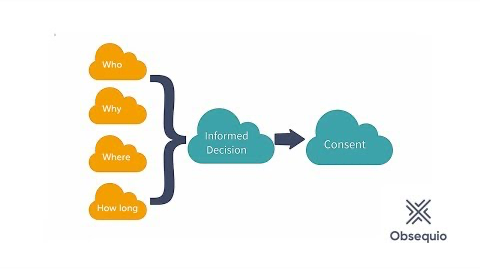 Who
Why
Where
How long
Informed
Decision
Consent
Obsequio